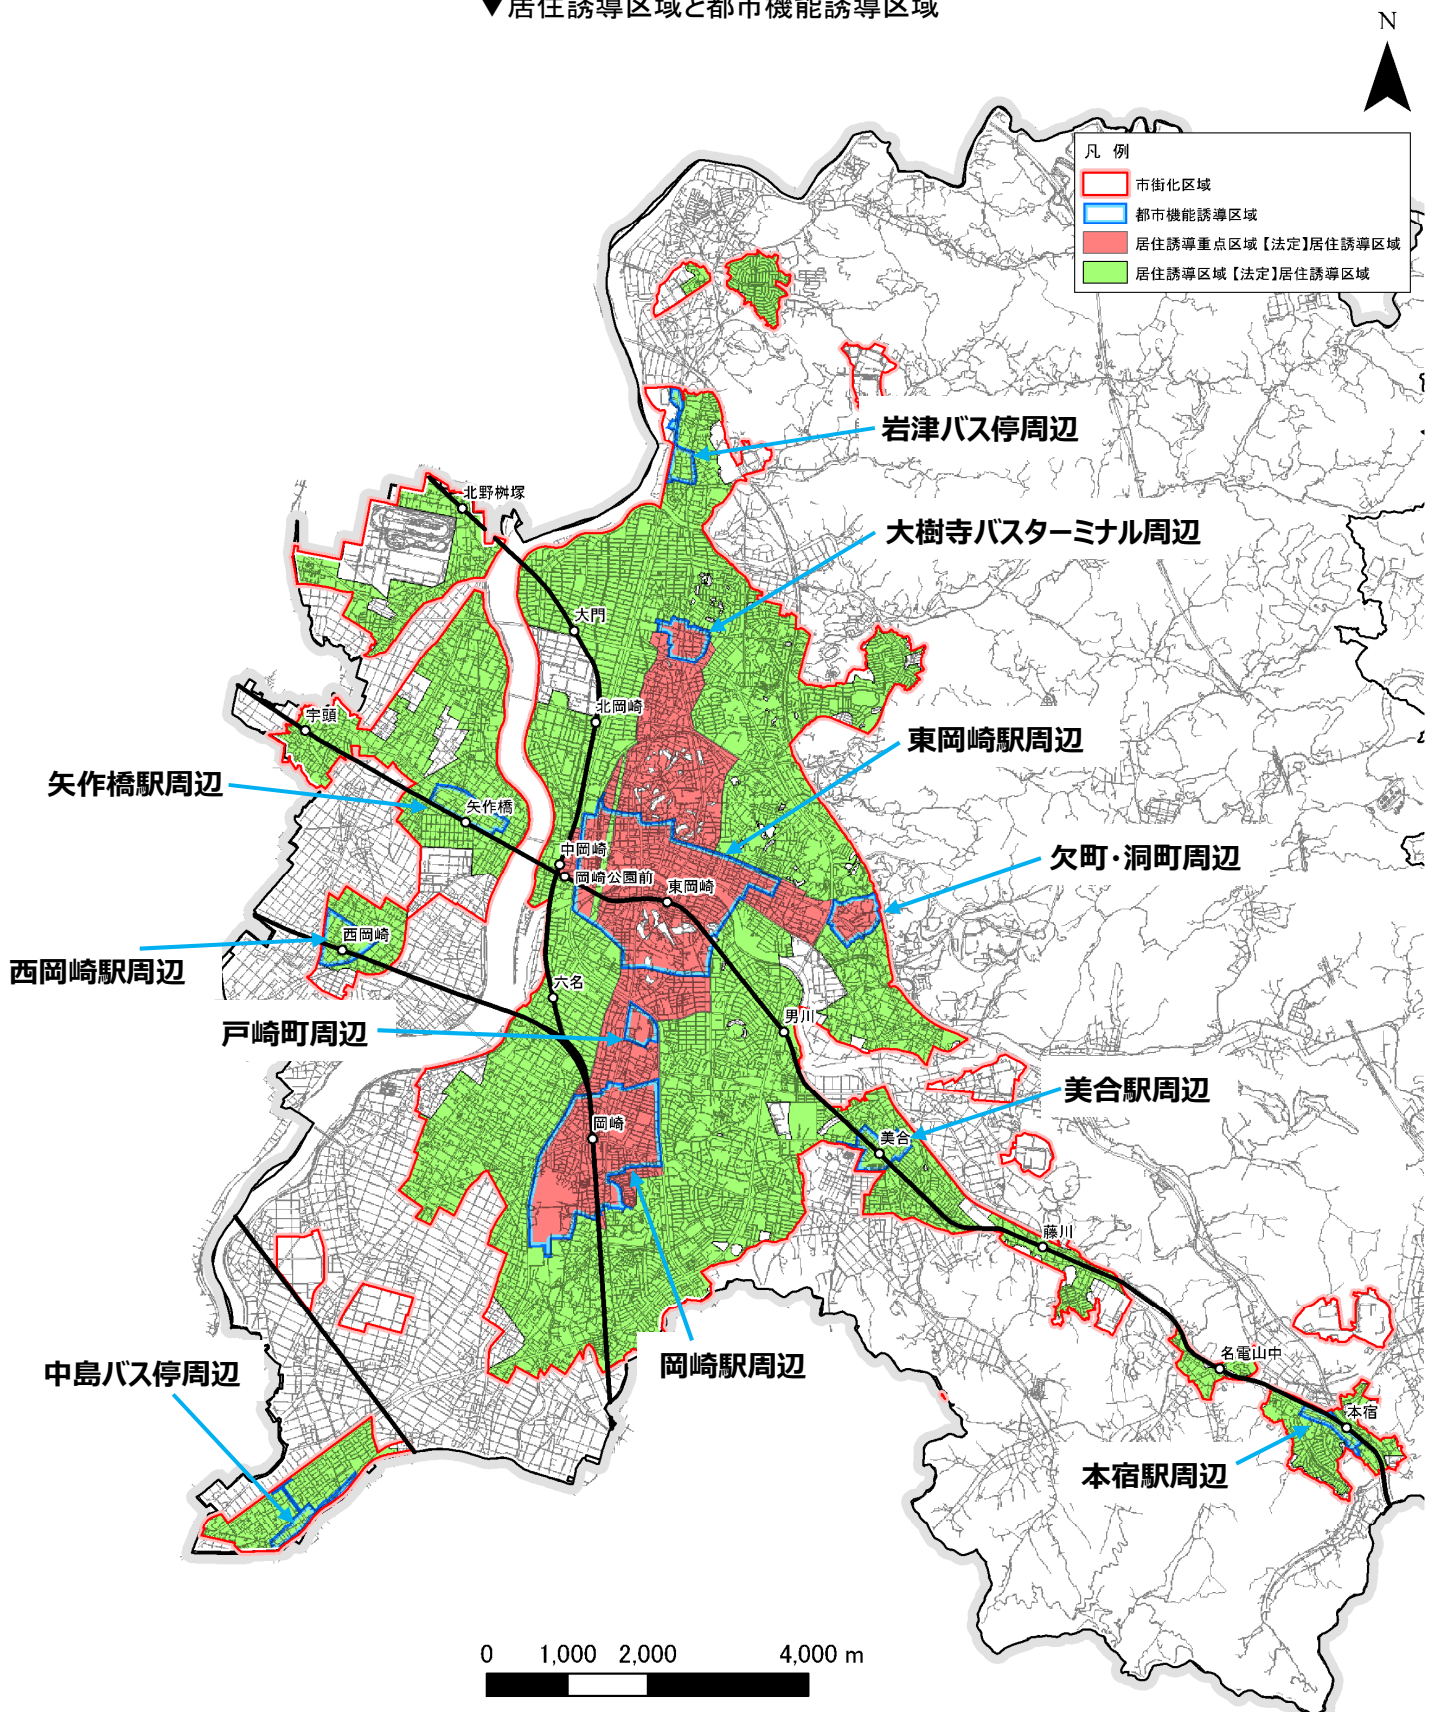 ▼居住誘導区域と都市機能誘導区域
N
凡 例
市街化区域
都市機能誘導区域
居住誘導重点区域【法定】居住誘導区域
居住誘導区域【法定】居住誘導区域
岩津バス停周辺
北野桝塚
大樹寺バスターミナル周辺
大門
北岡崎
宇頭
東岡崎駅周辺
矢作橋駅周辺
矢作橋
中岡崎
岡崎公園前
東岡崎
欠町・洞町周辺
西岡崎
西岡崎駅周辺
六名
戸崎町周辺
男川
美合駅周辺
岡崎
美合
藤川
岡崎駅周辺
名電山中
中島バス停周辺
本宿
本宿駅周辺
0 1,000 2,000 4,000 m